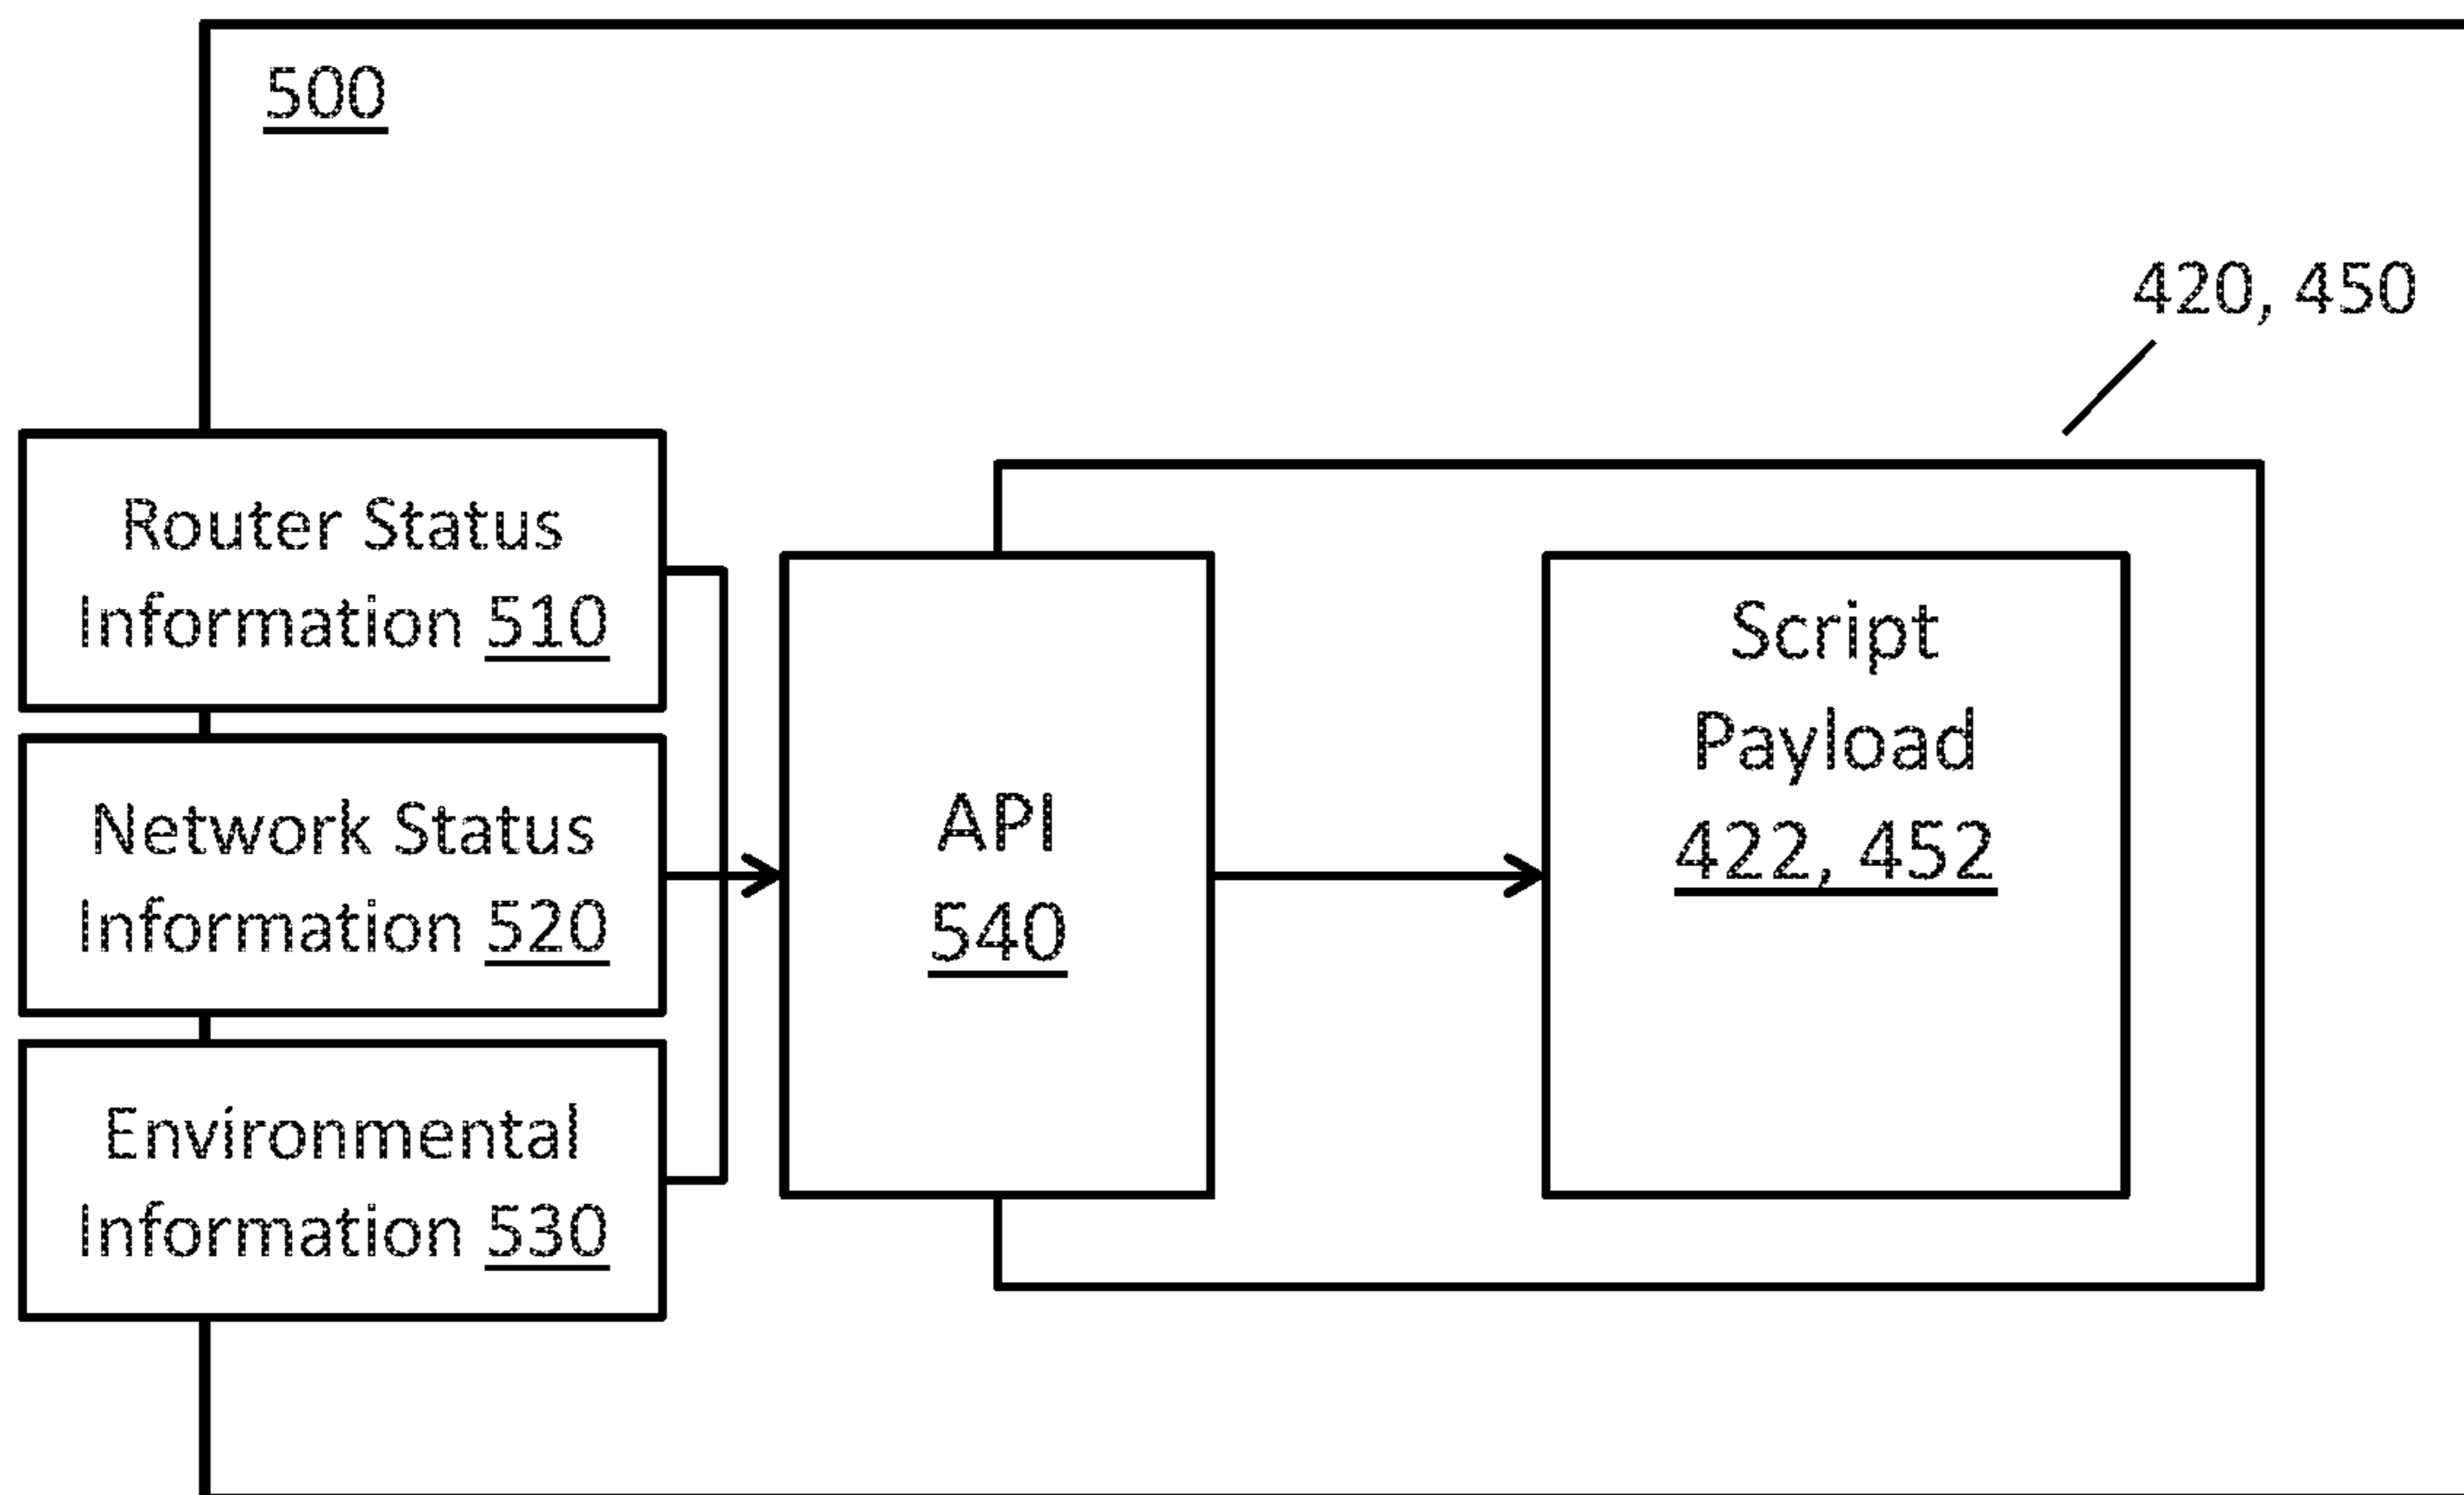 500
420, 450
Router Status
Information 510
Network Status
Information 520
Environmental
Information 530
API
540
Script
Payload
422, 452